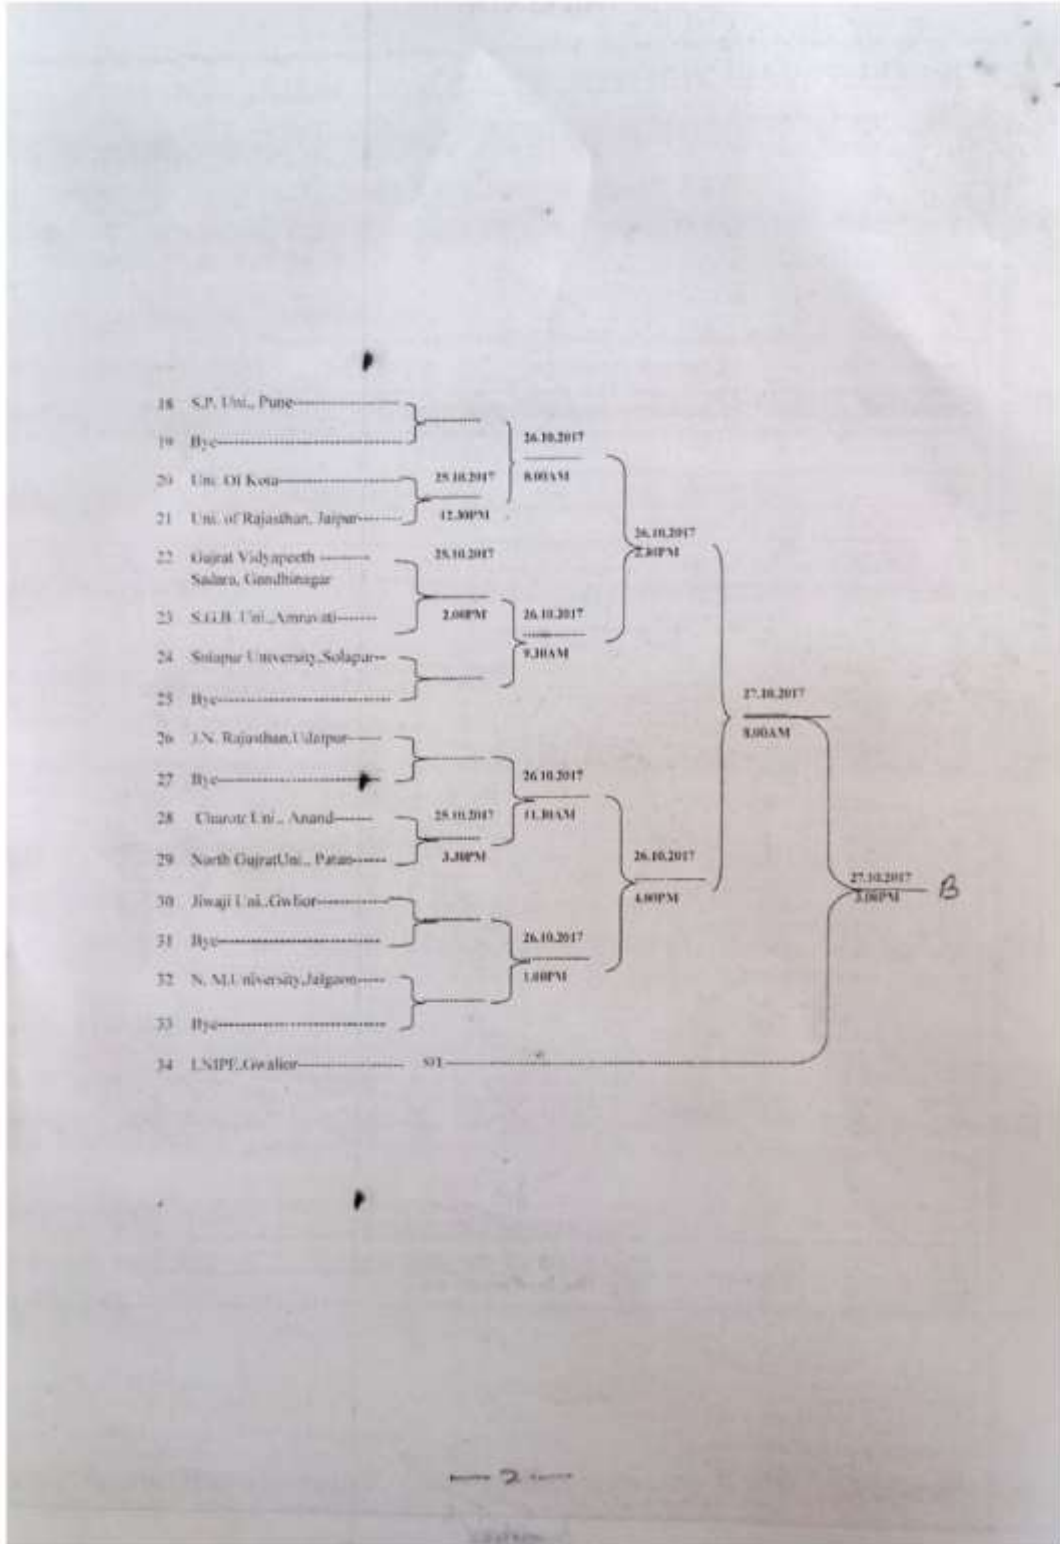 18 S.P. Uni., Pune
19 Bye
26.10.2017
8.00AM
20 Uni. Of Kota
25.10.2017
12.30PM
21 Uni. of Rajasthan, Jaipur
26.10.2017
2.30PM
22 Gujrat Vidyapeeth
Sadara, Gandhinagar
25.10.2017
2.00PM
23 S.G.B. Uni.,Amravati
26.10.2017
9.30AM
24 Solapur University,Solapur
25 Bye
27.10.2017
8.00AM
26 J.N. Rajasthan,Udaipur
27 Bye
26.10.2017
11.30AM
28 Charotr Uni., Anand
25.10.2017
3.30PM
29 North GujratUni., Patan
26.10.2017
4.00PM
30 Jiwaji Uni.,Gwlior
27.10.2017
3.00PM
B
31 Bye
26.10.2017
1.00PM
32 N. M.University,Jalgaon
33 Bye
34 LNIPE,Gwalior
2